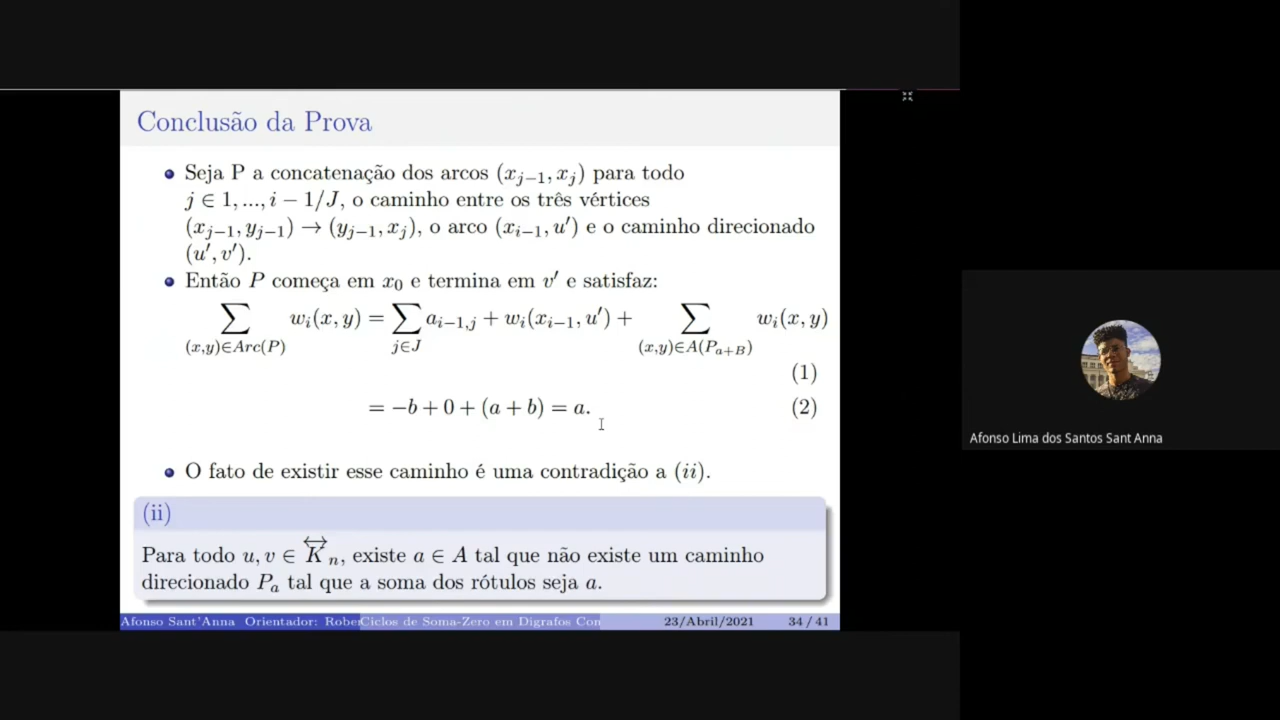 Conclusão da Prova
Seja P a concatenação dos arcos (x_{j−1}, x_j) para todo
j ∈ 1, ..., i − 1/J, o caminho entre os três vértices
(x_{j−1}, y_{j−1}) → (y_{j−1}, x_j), o arco (x_{i−1}, u′) e o caminho direcionado
(u′, v′).
Então P começa em x_0 e termina em v′ e satisfaz:
∑_{(x,y)∈Arc(P)} w_i(x, y) = ∑_{j∈J} a_{i−1,j} + w_i(x_{i−1}, u′) + ∑_{(x,y)∈A(P_{a+B})} w_i(x, y)
(1)
= −b + 0 + (a + b) = a. (2)
O fato de existir esse caminho é uma contradição a (ii).
(ii)
Para todo u, v ∈ K⃡_n, existe a ∈ A tal que não existe um caminho
direcionado P_a tal que a soma dos rótulos seja a.
Afonso Sant'Anna Orientador: Rober Ciclos de Soma-Zero em Digrafos Con 23/Abril/2021 34 / 41
Afonso Lima dos Santos Sant Anna